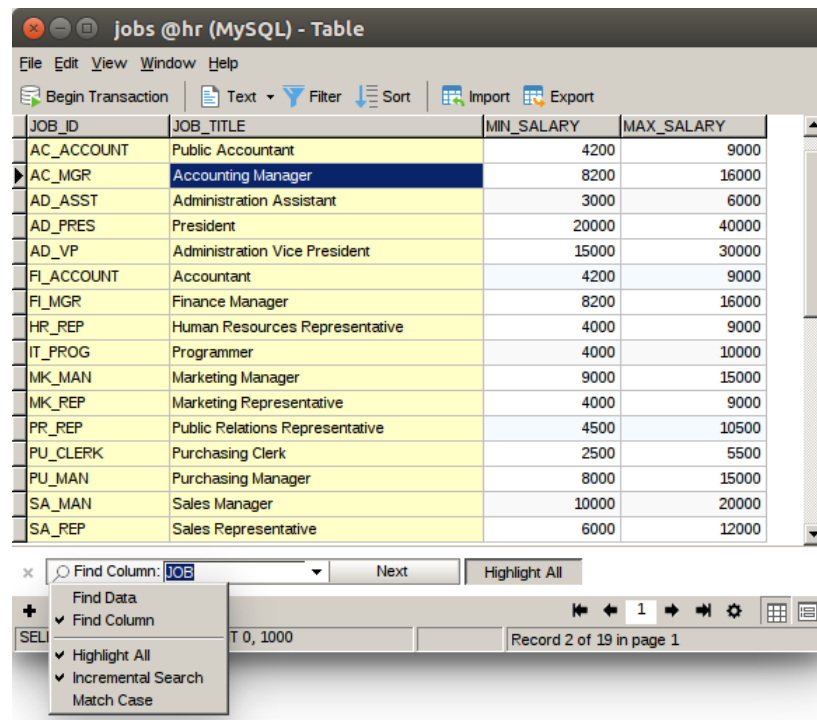 jobs @hr (MySQL) - Table
File Edit View Window Help
Begin Transaction Text Filter Sort Import Export
JOB_ID JOB_TITLE MIN_SALARY MAX_SALARY
AC_ACCOUNT Public Accountant 4200 9000
AC_MGR Accounting Manager 8200 16000
AD_ASST Administration Assistant 3000 6000
AD_PRES President 20000 40000
AD_VP Administration Vice President 15000 30000
FI_ACCOUNT Accountant 4200 9000
FI_MGR Finance Manager 8200 16000
HR_REP Human Resources Representative 4000 9000
IT_PROG Programmer 4000 10000
MK_MAN Marketing Manager 9000 15000
MK_REP Marketing Representative 4000 9000
PR_REP Public Relations Representative 4500 10500
PU_CLERK Purchasing Clerk 2500 5500
PU_MAN Purchasing Manager 8000 15000
SA_MAN Sales Manager 10000 20000
SA_REP Sales Representative 6000 12000
Find Column: JOB Next Highlight All
Find Data
Find Column
1
SEL T 0, 1000 Record 2 of 19 in page 1
Highlight All
Incremental Search
Match Case